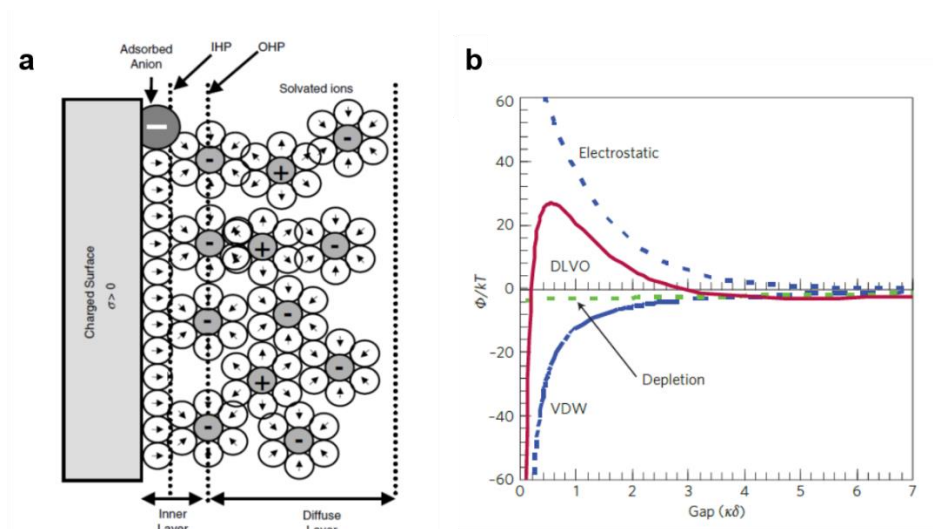 a
Adsorbed
Anion
IHP
OHP
Solvated ions
Charged Surface
σ> 0
−
-
+
-
-
+
-
-
-
+
-
-
-
Inner
Layer
Diffuse
Layer
b
60
40
20
0
-20
-40
-60
Φ/kT
Electrostatic
DLVO
Depletion
VDW
0 1 2 3 4 5 6 7
Gap (κδ)